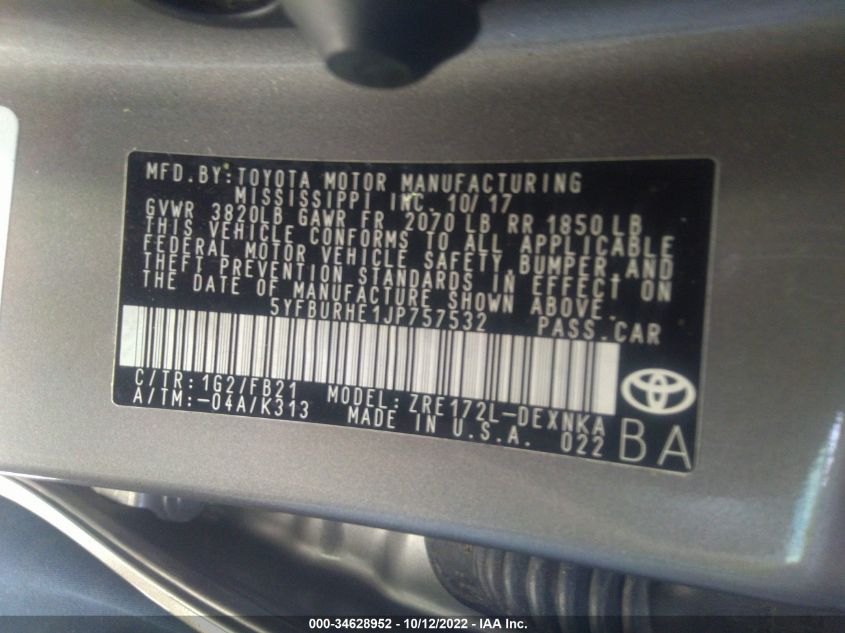 MFD.BY:TOYOTA MOTOR MANUFACTURING
MISSISSIPPI INC. 10/17
GVWR 3820LB GAWR FR 2070 LB RR 1850 LB
THIS VEHICLE CONFORMS TO ALL APPLICABLE
FEDERAL MOTOR VEHICLE SAFETY,BUMPER,AND
THEFT PREVENTION STANDARDS IN EFFECT ON
THE DATE OF MANUFACTURE SHOWN ABOVE.
5YFBURHE1JP757532 PASS.CAR
C/TR:1G2/FB21 MODEL:ZRE172L-DEXNKA
A/TM:-04A/K313 MADE IN U.S.A. 022
BA
000-34628952 - 10/12/2022 - IAA Inc.